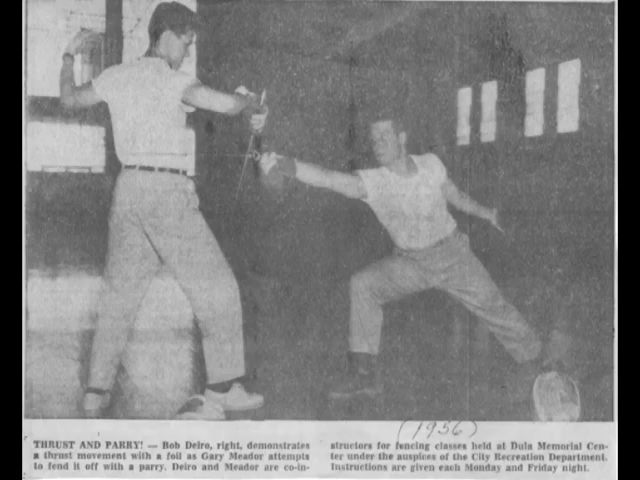 (1956)
THRUST AND PARRY! — Bob Deiro, right, demonstrates
a thrust movement with a foil as Gary Meador attempts
to fend it off with a parry. Deiro and Meador are co-in-
structors for fencing classes held at Dula Memorial Cen-
ter under the auspices of the City Recreation Department.
Instructions are given each Monday and Friday night.